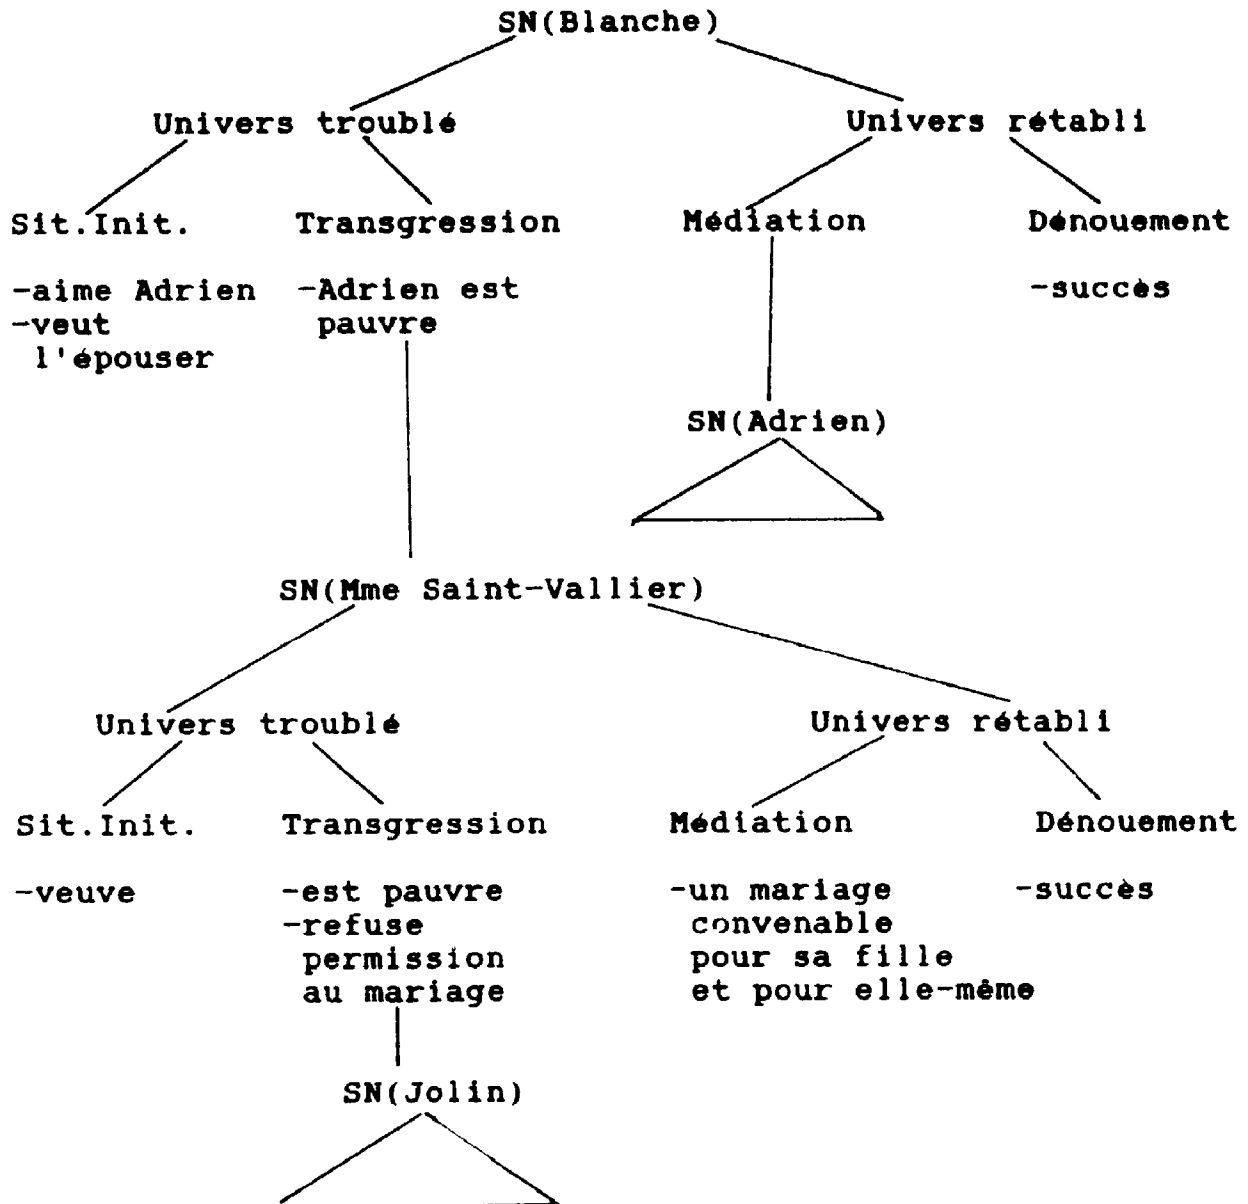 SN(Blanche)
Univers troublé Univers rétabli
Sit.Init. Transgression Médiation Dénouement
-aime Adrien -Adrien est -succès
-veut pauvre
l'épouser
SN(Adrien)
SN(Mme Saint-Vallier)
Univers troublé Univers rétabli
Sit.Init. Transgression Médiation Dénouement
-veuve -est pauvre -un mariage -succès
-refuse convenable
permission pour sa fille
au mariage et pour elle-même
SN(Jolin)